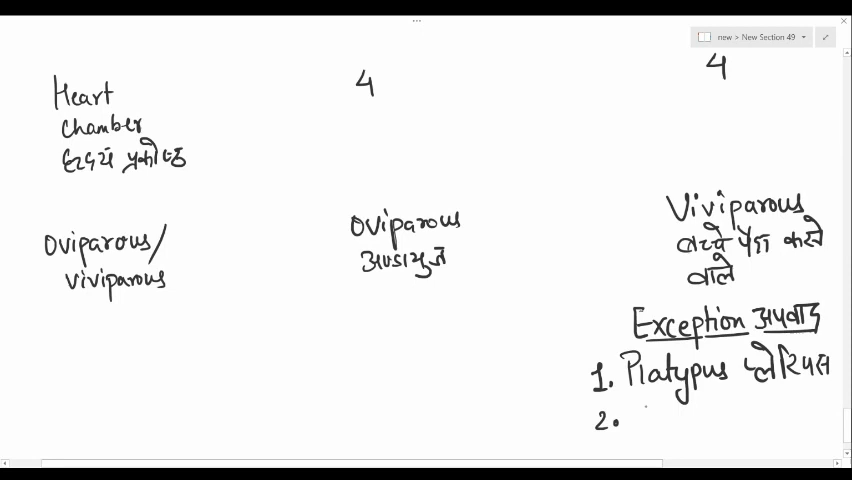 new > New Section 49
Heart 4 4
Chamber
हृदय प्रकोष्ठ
Oviparous/ Oviparous Viviparous
viviparous अण्डायुजे बच्चे पैदा करने
वाले
Exception अपवाद
1. Platypus प्लेटिपस
2.